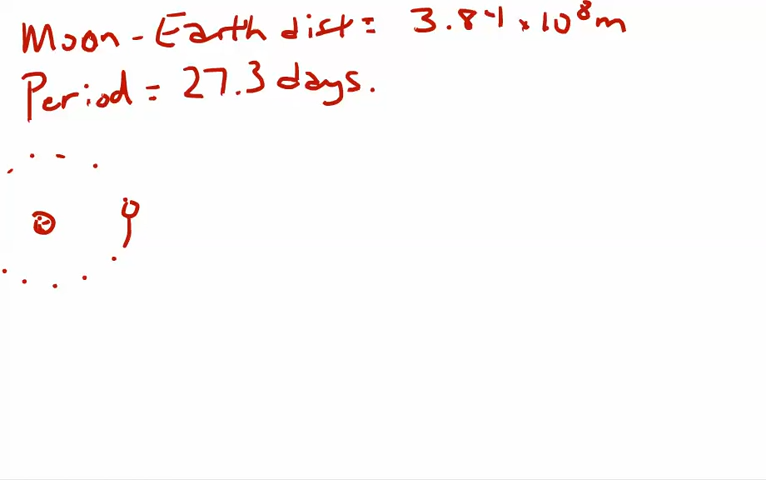 Moon - Earth dist = 3.84 × 10⁸ m
Period = 27.3 days.